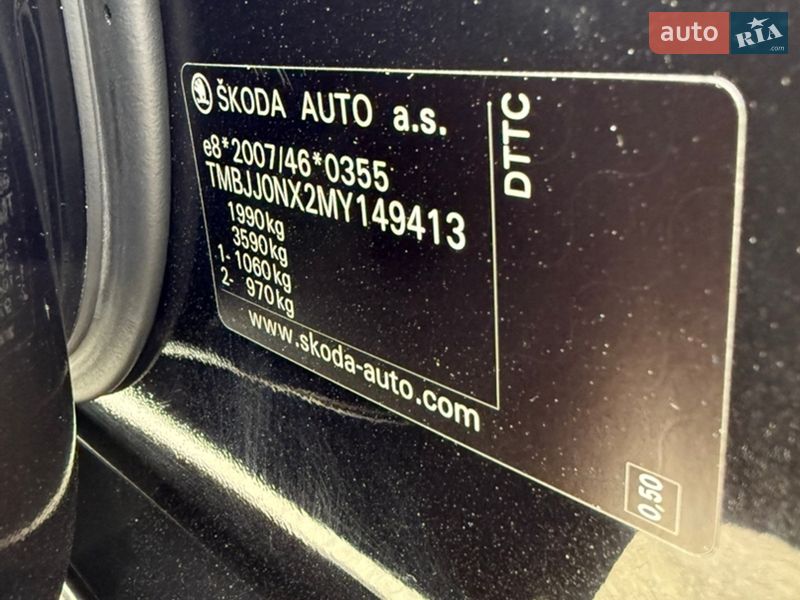 auto RIA .com
ŠKODA AUTO a.s.
e8*2007/46*0355
TMBJJ0NX2MY149413
1990kg
3590kg
1- 1060kg
2- 970kg
www.skoda-auto.com
DTTC
0,50